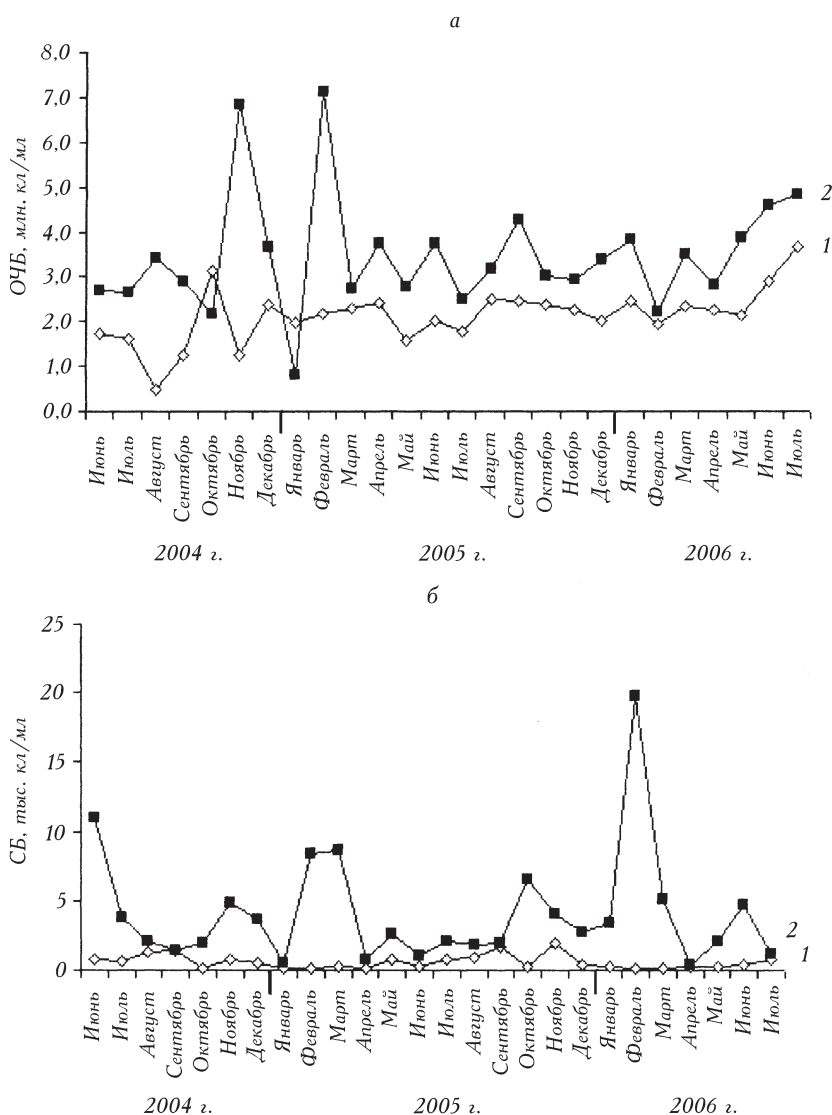 а
8,0
7,0
6,0
5,0
4,0
3,0
2,0
1,0
0,0
ОЧБ, млн. кл/мл
2
1
Июнь Июль Август Сентябрь Октябрь Ноябрь Декабрь Январь Февраль Март Апрель Май Июнь Июль Август Сентябрь Октябрь Ноябрь Декабрь Январь Февраль Март Апрель Май Июнь Июль
2004 г. 2005 г. 2006 г.
б
25
20
15
10
5
0
СБ, тыс. кл/мл
2
1
Июнь Июль Август Сентябрь Октябрь Ноябрь Декабрь Январь Февраль Март Апрель Май Июнь Июль Август Сентябрь Октябрь Ноябрь Декабрь Январь Февраль Март Апрель Май Июнь Июль
2004 г. 2005 г. 2006 г.